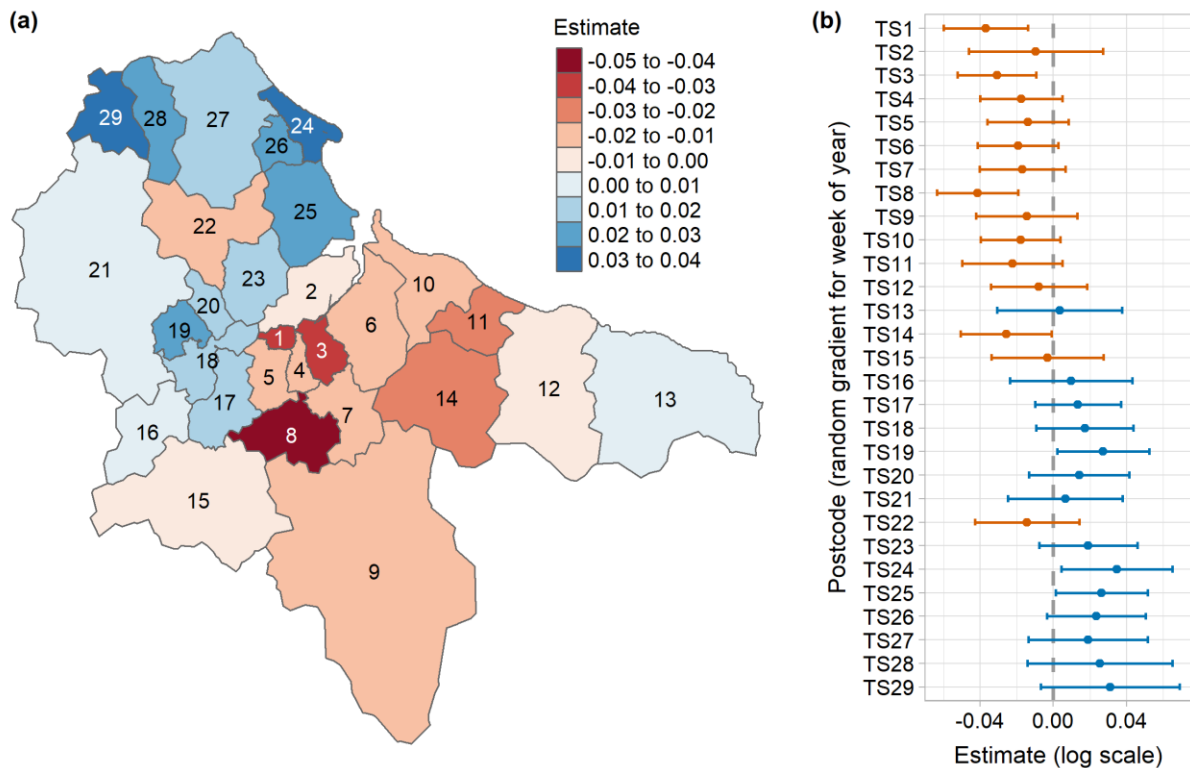 (a)
Estimate
-0.05 to -0.04
-0.04 to -0.03
-0.03 to -0.02
-0.02 to -0.01
-0.01 to 0.00
0.00 to 0.01
0.01 to 0.02
0.02 to 0.03
0.03 to 0.04
29
28
27
24
26
25
22
21
23
20
2
10
19
1
6
11
3
18
5
4
12
13
14
17
7
16
8
15
9
(b)
Postcode (random gradient for week of year)
TS1
TS2
TS3
TS4
TS5
TS6
TS7
TS8
TS9
TS10
TS11
TS12
TS13
TS14
TS15
TS16
TS17
TS18
TS19
TS20
TS21
TS22
TS23
TS24
TS25
TS26
TS27
TS28
TS29
-0.04 0.00 0.04
Estimate (log scale)